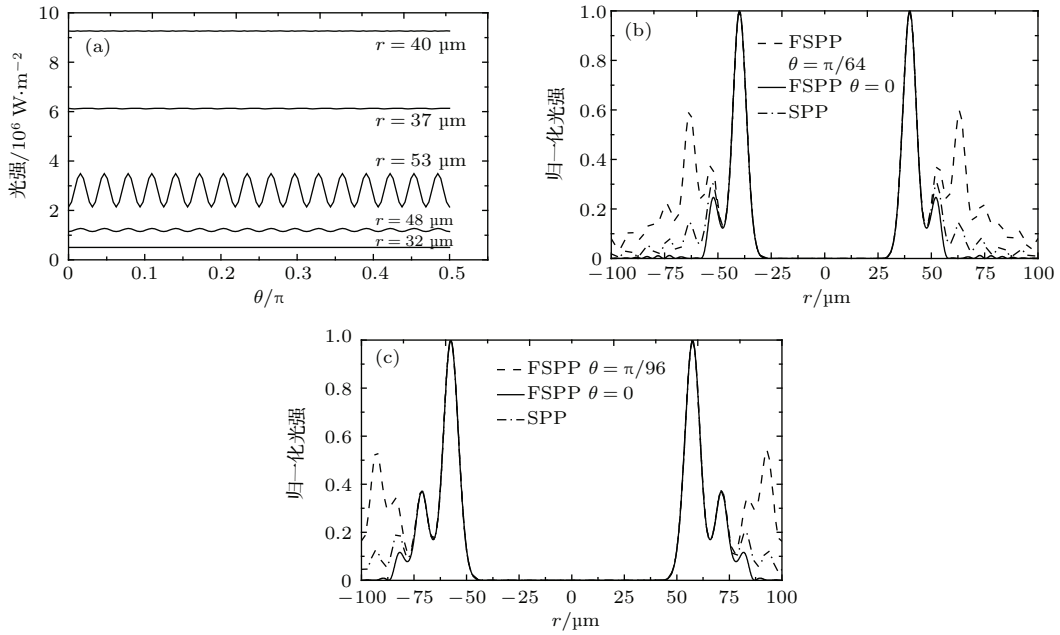 (a)
光强/10⁶ W·m⁻²
10
8
6
4
2
0
r = 40 µm
r = 37 µm
r = 53 µm
r = 48 µm
r = 32 µm
0 0.1 0.2 0.3 0.4 0.5
θ/π
(b)
归一化光强
1.0
0.8
0.6
0.4
0.2
0
FSPP
θ = π/64
FSPP θ = 0
SPP
−100 −75 −50 −25 0 25 50 75 100
r/µm
(c)
归一化光强
1.0
0.8
0.6
0.4
0.2
0
FSPP θ = π/96
FSPP θ = 0
SPP
−100 −75 −50 −25 0 25 50 75 100
r/µm